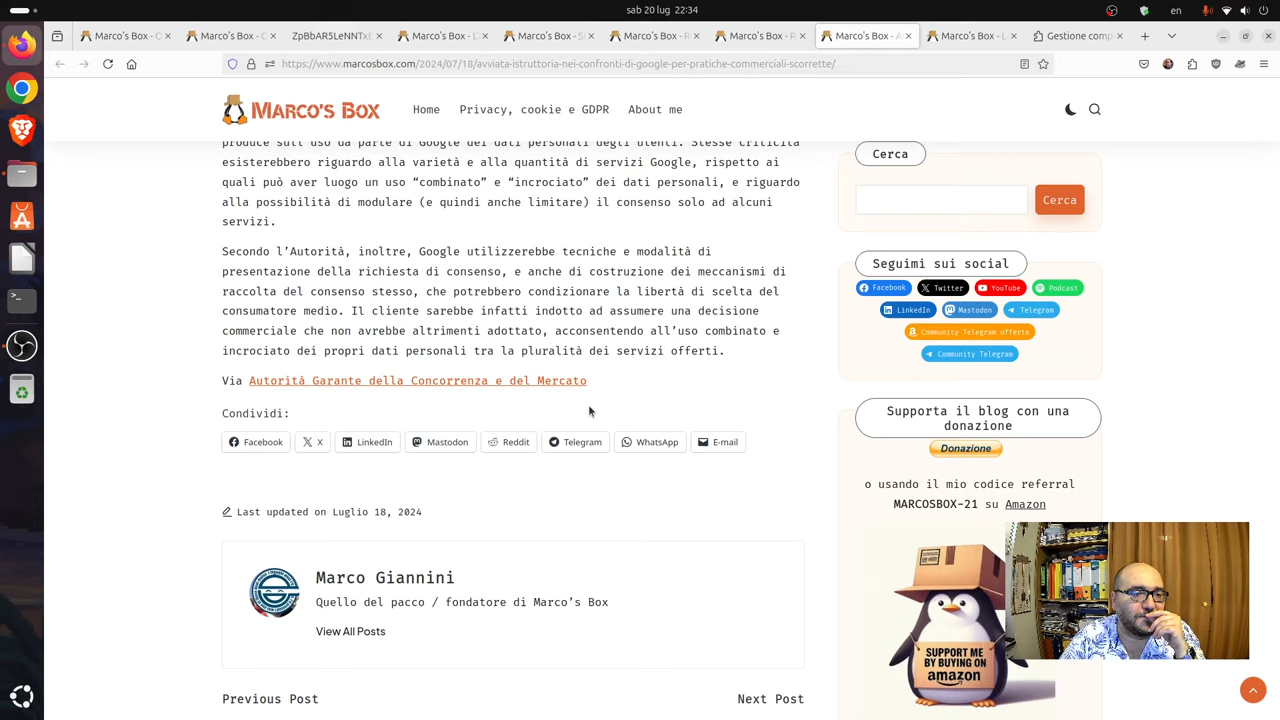 sab 20 lug 22:34
en
Marco's Box - Q
Marco's Box - C
ZpBbAR5LeNNTxE
Marco's Box - L
Marco's Box - S
Marco's Box - R
Marco's Box - R
Marco's Box - A
Marco's Box - L
Gestione comp
https://www.marcosbox.com/2024/07/18/avviata-istruttoria-nei-confronti-di-google-per-pratiche-commerciali-scorrette/
MARCO'S BOX
Home
Privacy, cookie e GDPR
About me
produce sull'uso da parte di Google dei dati personali degli utenti. Stesse criticità
esisterebbero riguardo alla varietà e alla quantità di servizi Google, rispetto ai
quali può aver luogo un uso “combinato” e “incrociato” dei dati personali, e riguardo
alla possibilità di modulare (e quindi anche limitare) il consenso solo ad alcuni
servizi.
Secondo l'Autorità, inoltre, Google utilizzerebbe tecniche e modalità di
presentazione della richiesta di consenso, e anche di costruzione dei meccanismi di
raccolta del consenso stesso, che potrebbero condizionare la libertà di scelta del
consumatore medio. Il cliente sarebbe infatti indotto ad assumere una decisione
commerciale che non avrebbe altrimenti adottato, acconsentendo all'uso combinato e
incrociato dei propri dati personali tra la pluralità dei servizi offerti.
Via Autorità Garante della Concorrenza e del Mercato
Condividi:
Facebook
X
LinkedIn
Mastodon
Reddit
Telegram
WhatsApp
E-mail
Last updated on Luglio 18, 2024
Marco Giannini
Quello del pacco / fondatore di Marco's Box
View All Posts
Previous Post
Next Post
Cerca
Cerca
Seguimi sui social
Facebook
Twitter
YouTube
Podcast
LinkedIn
Mastodon
Telegram
Community Telegram offerte
Community Telegram
Supporta il blog con una
donazione
Donazione
o usando il mio codice referral
MARCOSBOX-21 su Amazon
SUPPORT ME
BY BUYING ON
amazon